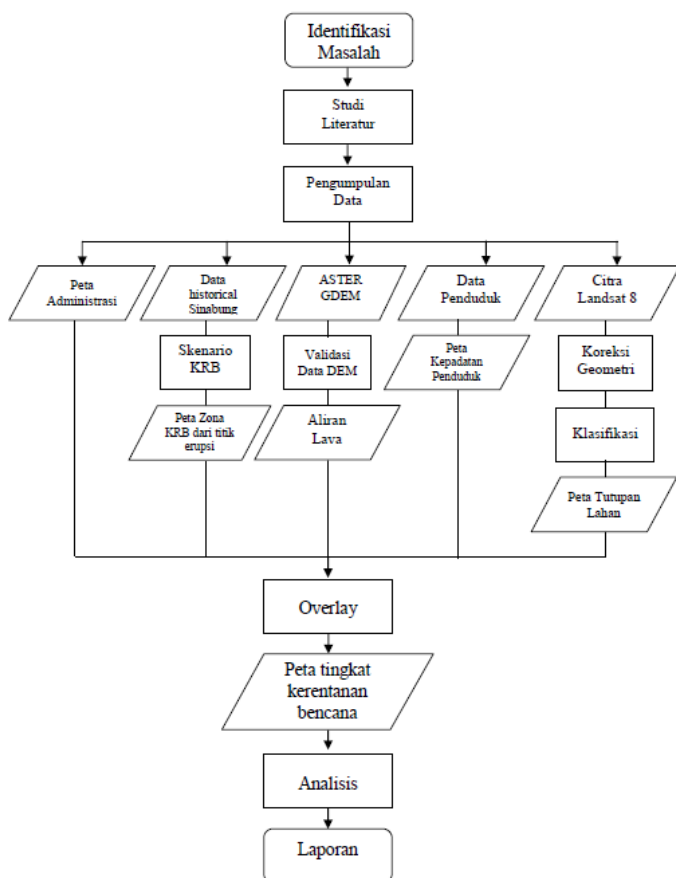 Identifikasi
Masalah
Studi
Literatur
Pengumpulan
Data
Peta
Administrasi
Data
historical
Sinabung
ASTER
GDEM
Data
Penduduk
Citra
Landsat 8
Skenario
KRB
Validasi
Data DEM
Peta
Kepadatan
Penduduk
Koreksi
Geometri
Peta Zona
KRB dari titik
erupsi
Aliran
Lava
Klasifikasi
Peta Tutupan
Lahan
Overlay
Peta tingkat
kerentanan
bencana
Analisis
Laporan